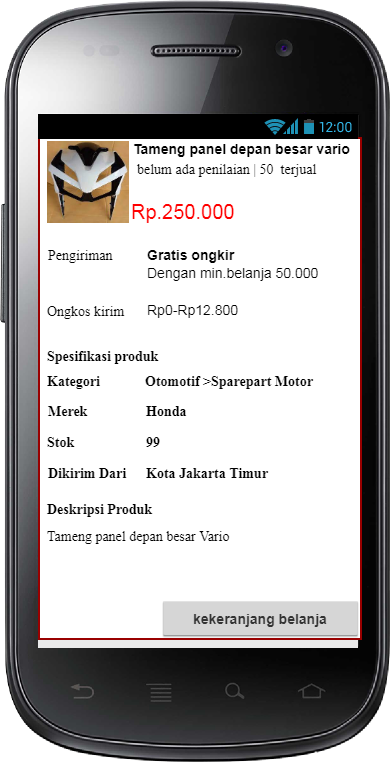 12:00
Tameng panel depan besar vario
belum ada penilaian | 50 terjual
Rp.250.000
Pengiriman Gratis ongkir
Dengan min.belanja 50.000
Ongkos kirim Rp0-Rp12.800
Spesifikasi produk
Kategori Otomotif >Sparepart Motor
Merek Honda
Stok 99
Dikirim Dari Kota Jakarta Timur
Deskripsi Produk
Tameng panel depan besar Vario
kekeranjang belanja